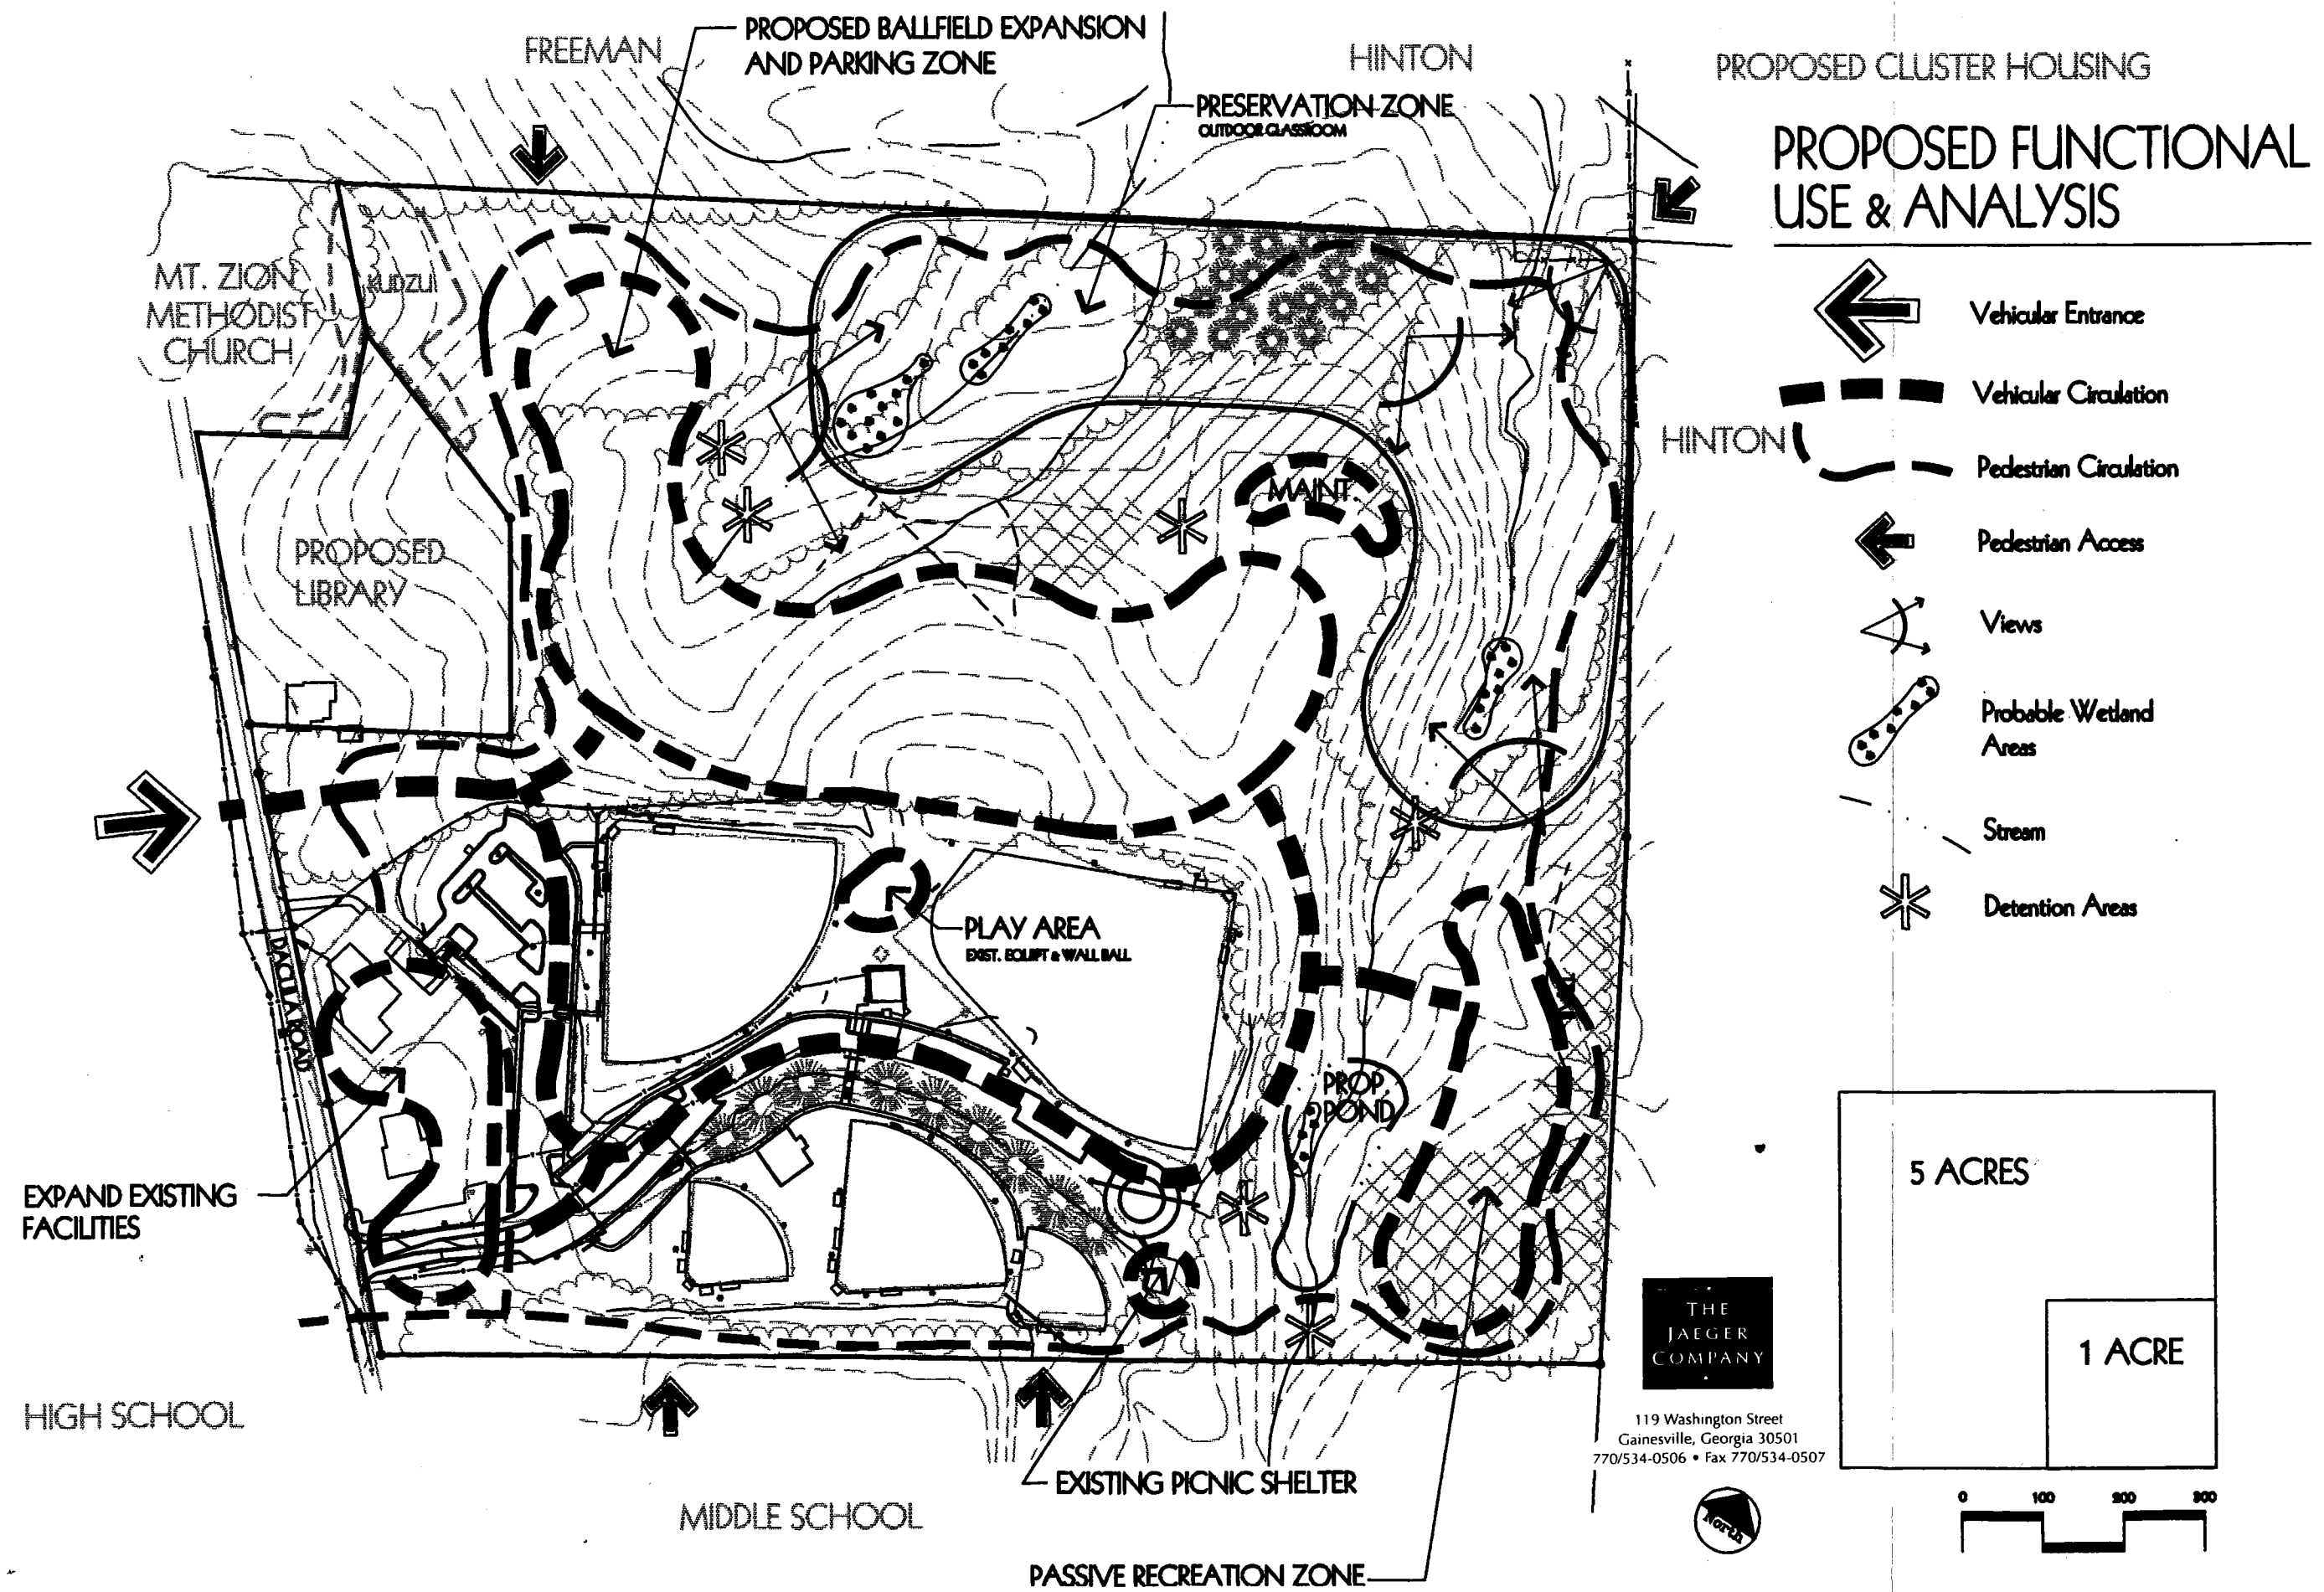 FREEMAN
PROPOSED BALLFIELD EXPANSION
AND PARKING ZONE
HINTON
PROPOSED CLUSTER HOUSING
PRESERVATION ZONE
OUTDOOR CLASSROOM
PROPOSED FUNCTIONAL
USE & ANALYSIS
MT. ZION
METHODIST
CHURCH
KUDZU
Vehicular Entrance
Vehicular Circulation
HINTON
Pedestrian Circulation
MAINT.
Pedestrian Access
PROPOSED
LIBRARY
Views
Probable Wetland
Areas
Stream
Detention Areas
PLAY AREA
EXIST. EQUIPT & WALL BALL
DACULA ROAD
PROP.
POND
EXPAND EXISTING
FACILITIES
5 ACRES
1 ACRE
THE
JAEGER
COMPANY
119 Washington Street
Gainesville, Georgia 30501
770/534-0506 • Fax 770/534-0507
HIGH SCHOOL
EXISTING PICNIC SHELTER
MIDDLE SCHOOL
North
0 100 200 300
PASSIVE RECREATION ZONE